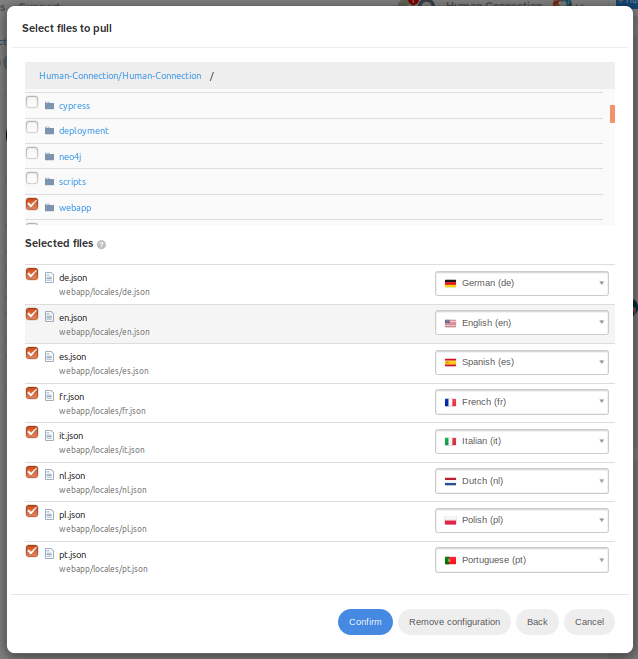 Select files to pull
Human-Connection/Human-Connection /
cypress
deployment
neo4j
scripts
webapp
Selected files ?
de.json
webapp/locales/de.json
German (de)
en.json
webapp/locales/en.json
English (en)
es.json
webapp/locales/es.json
Spanish (es)
fr.json
webapp/locales/fr.json
French (fr)
it.json
webapp/locales/it.json
Italian (it)
nl.json
webapp/locales/nl.json
Dutch (nl)
pl.json
webapp/locales/pl.json
Polish (pl)
pt.json
webapp/locales/pt.json
Portuguese (pt)
Confirm Remove configuration Back Cancel